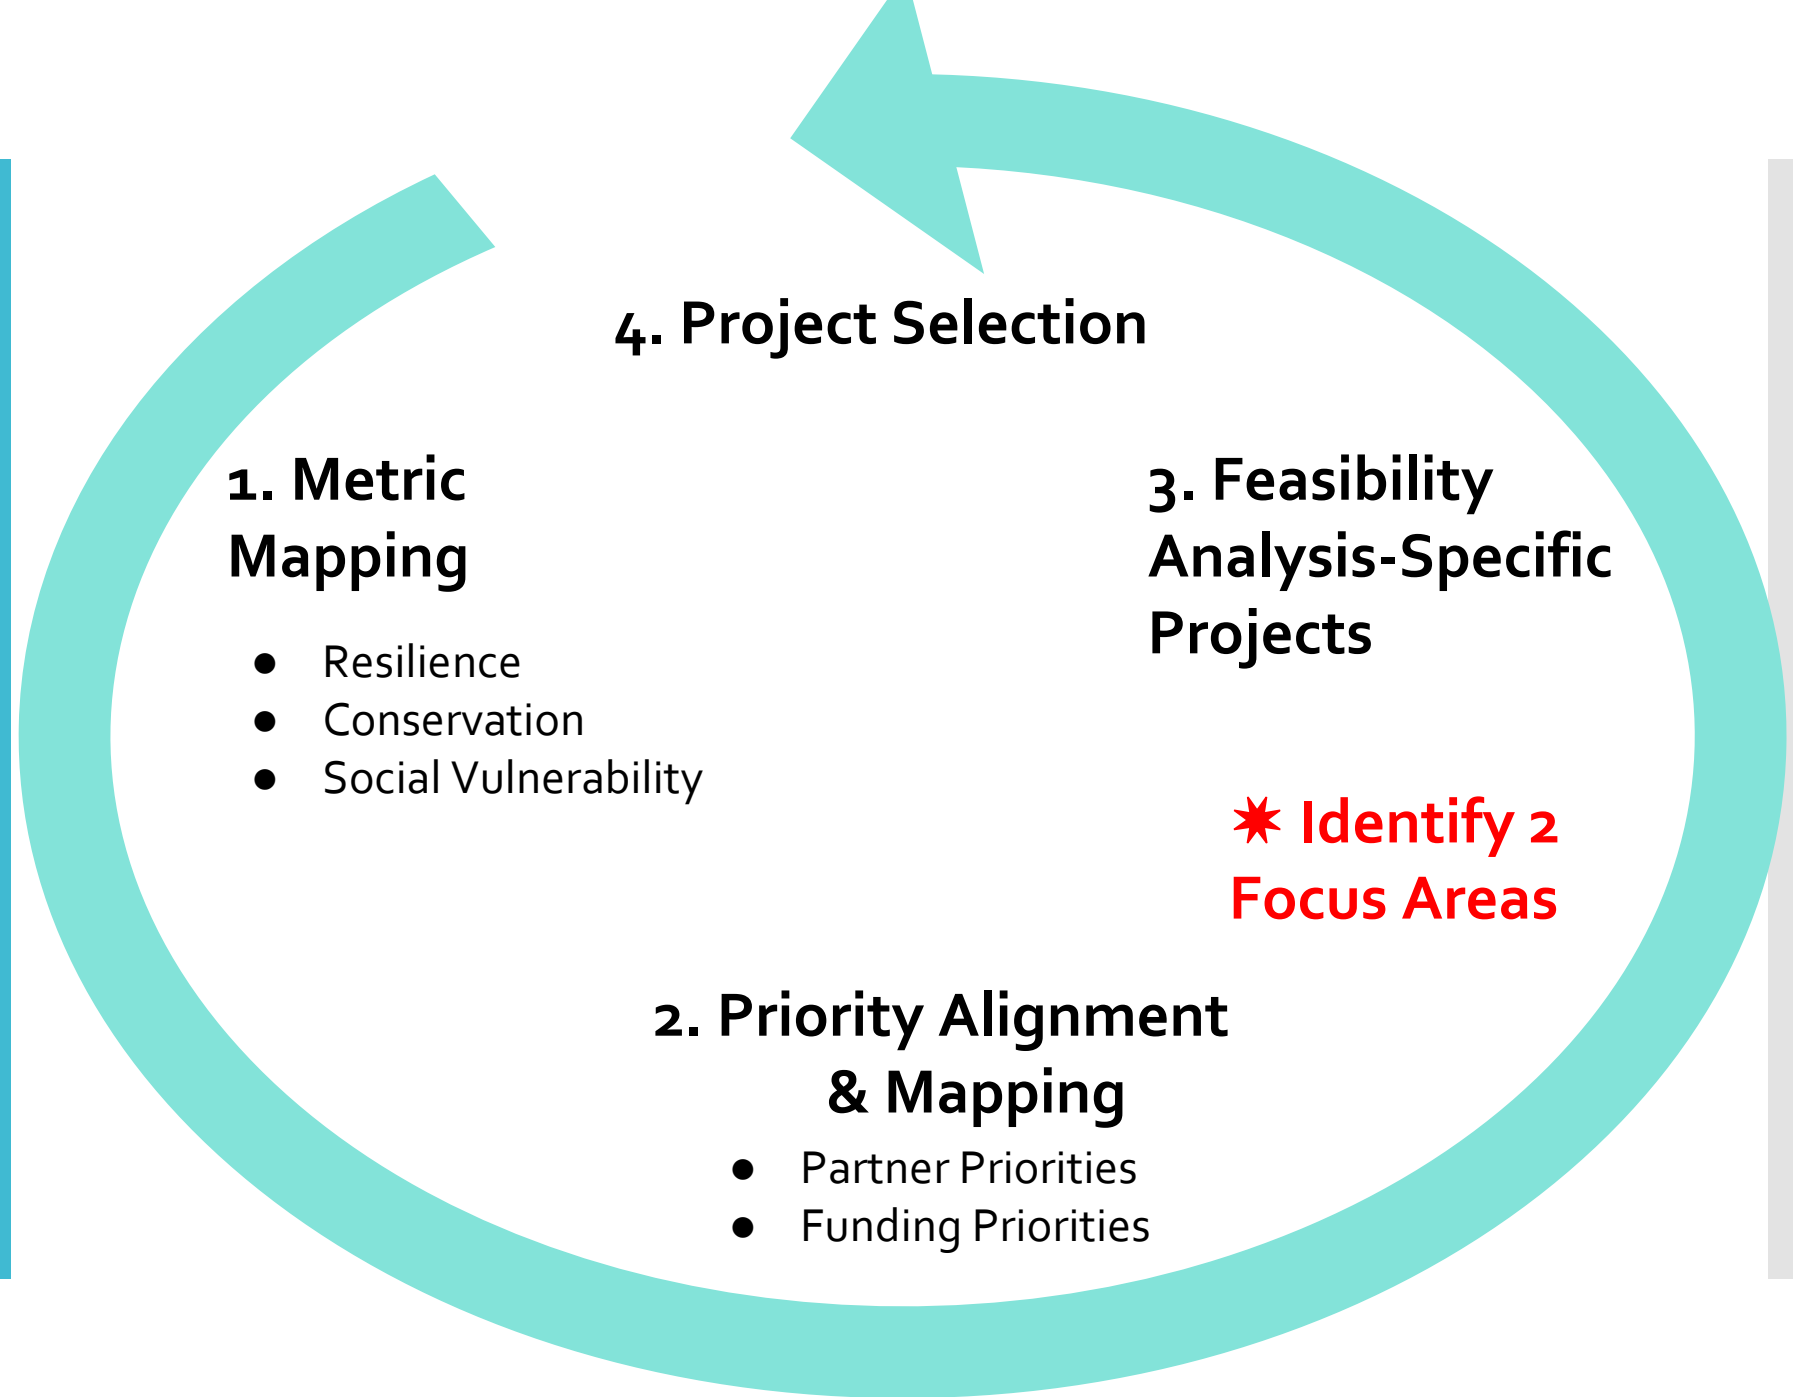 4. Project Selection
1. Metric
Mapping
● Resilience
● Conservation
● Social Vulnerability
3. Feasibility
Analysis-Specific
Projects
✷ Identify 2
Focus Areas
2. Priority Alignment
& Mapping
● Partner Priorities
● Funding Priorities